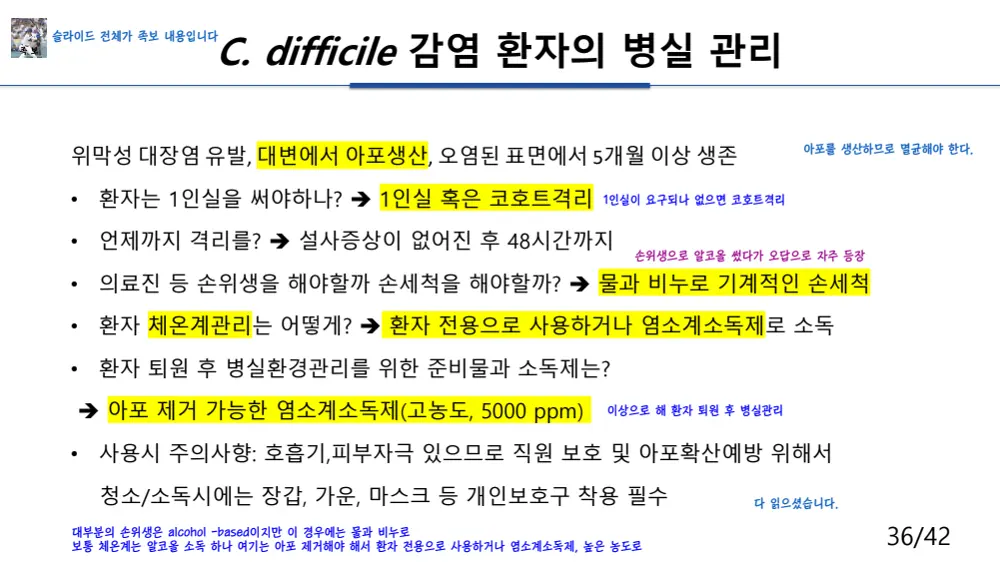 족보
슬라이드 전체가 족보 내용입니다
C. difficile 감염 환자의 병실 관리
위막성 대장염 유발, 대변에서 아포생산, 오염된 표면에서 5개월 이상 생존
아포를 생산하므로 멸균해야 한다.
• 환자는 1인실을 써야하나? ➔ 1인실 혹은 코호트격리
1인실이 요구되나 없으면 코호트격리
• 언제까지 격리를? ➔ 설사증상이 없어진 후 48시간까지
손위생으로 알코올 썼다가 오답으로 자주 등장
• 의료진 등 손위생을 해야할까 손세척을 해야할까? ➔ 물과 비누로 기계적인 손세척
• 환자 체온계관리는 어떻게? ➔ 환자 전용으로 사용하거나 염소계소독제로 소독
• 환자 퇴원 후 병실환경관리를 위한 준비물과 소독제는?
➔ 아포 제거 가능한 염소계소독제(고농도, 5000 ppm)
이상으로 해 환자 퇴원 후 병실관리
• 사용시 주의사항: 호흡기,피부자극 있으므로 직원 보호 및 아포확산예방 위해서
청소/소독시에는 장갑, 가운, 마스크 등 개인보호구 착용 필수
다 읽으셨습니다.
대부분의 손위생은 alcohol -based이지만 이 경우에는 물과 비누로
보통 체온계는 알코올 소독 하나 여기는 아포 제거해야 해서 환자 전용으로 사용하거나 염소계소독제, 높은 농도로
36/42